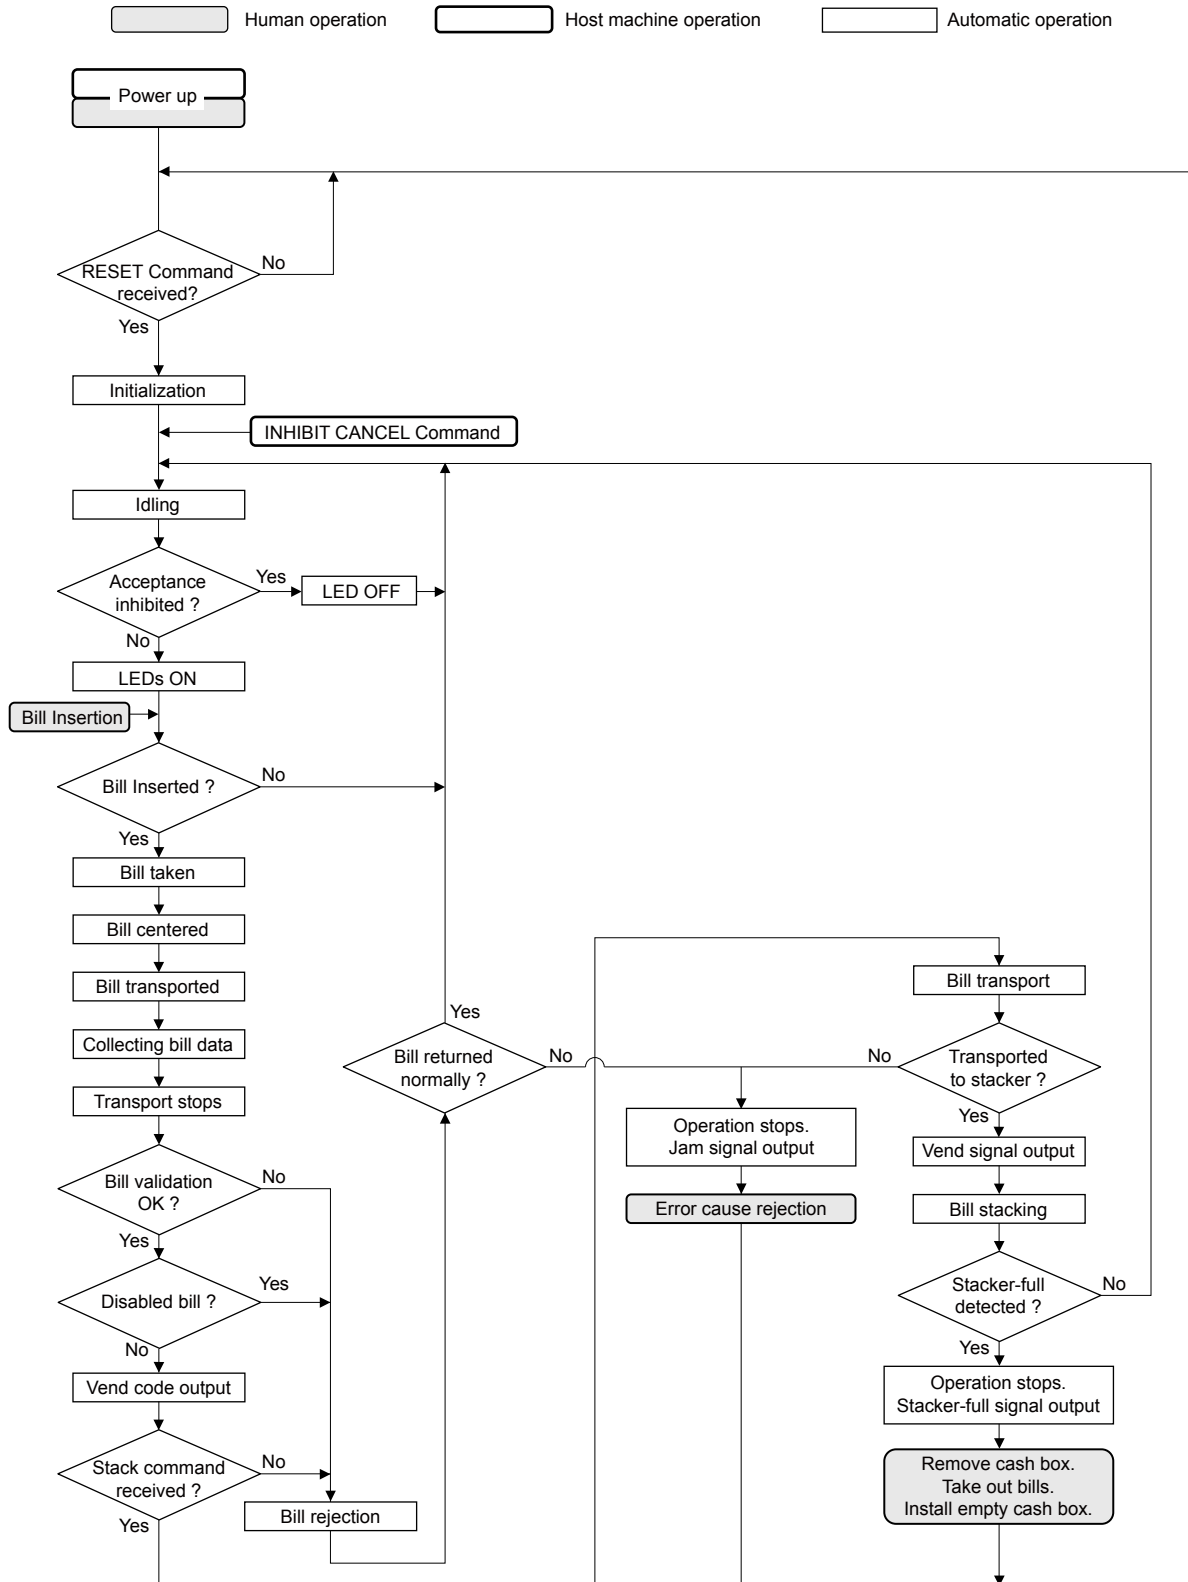 Human operation
Host machine operation
Automatic operation
Power up
RESET Command
received?
No
Yes
Initialization
INHIBIT CANCEL Command
Idling
Acceptance
inhibited ?
Yes
LED OFF
No
LEDs ON
Bill Insertion
Bill Inserted ?
No
Yes
Bill taken
Bill centered
Bill transported
Collecting bill data
Transport stops
Bill validation
OK ?
No
Yes
Disabled bill ?
Yes
No
Vend code output
Stack command
received ?
No
Yes
Bill rejection
Bill returned
normally ?
Yes
No
Operation stops.
Jam signal output
Error cause rejection
Bill transport
Transported
to stacker ?
No
Yes
Vend signal output
Bill stacking
Stacker-full
detected ?
No
Yes
Operation stops.
Stacker-full signal output
Remove cash box.
Take out bills.
Install empty cash box.